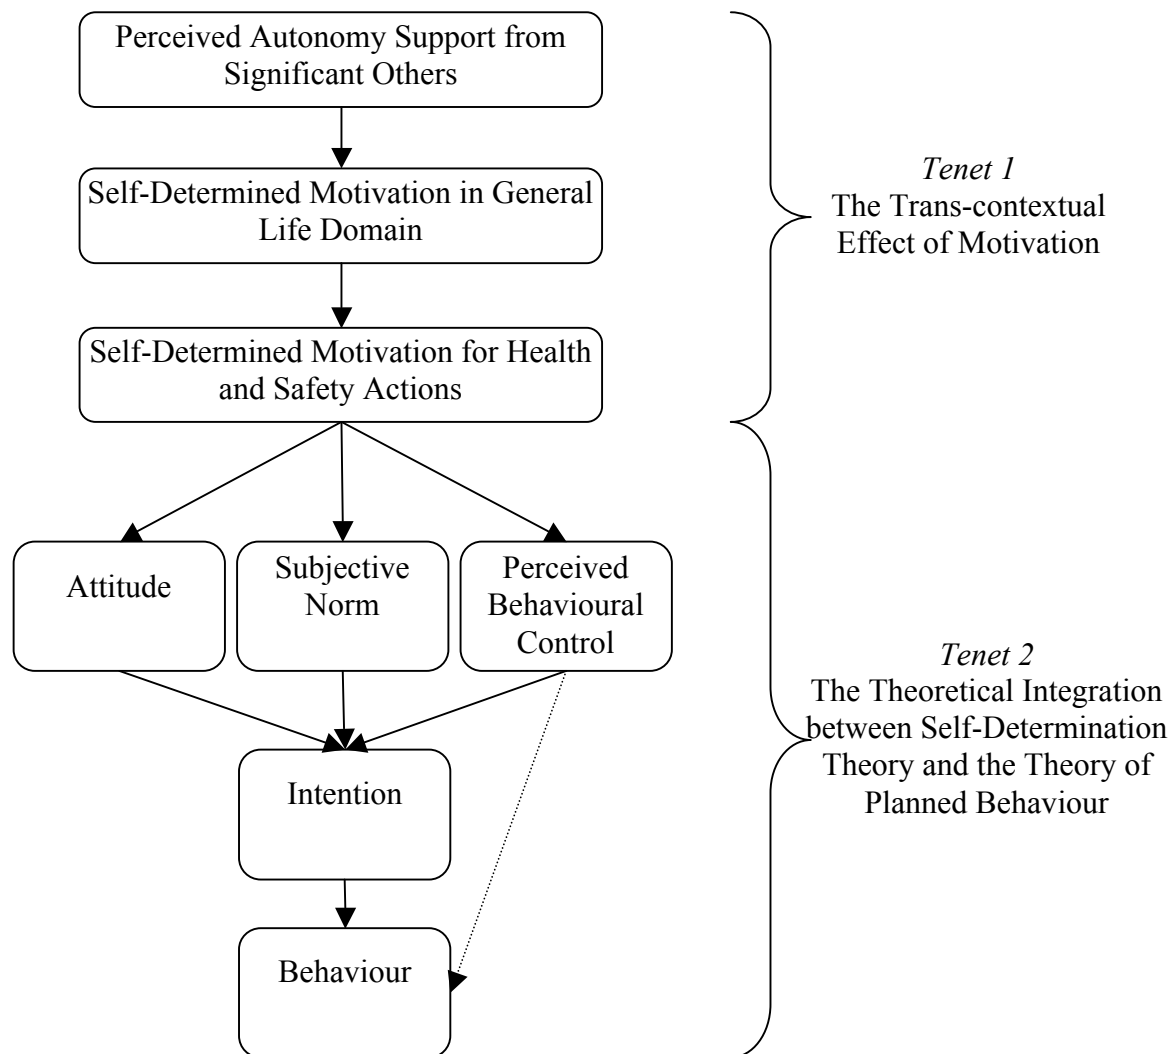 Perceived Autonomy Support from
Significant Others
Self-Determined Motivation in General
Life Domain
Self-Determined Motivation for Health
and Safety Actions
Tenet 1
The Trans-contextual
Effect of Motivation
Attitude
Subjective
Norm
Perceived
Behavioural
Control
Intention
Behaviour
Tenet 2
The Theoretical Integration
between Self-Determination
Theory and the Theory of
Planned Behaviour